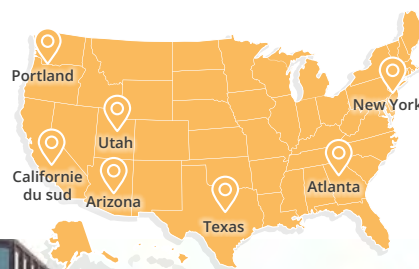 Portland
New York
Utah
Californie
du sud
Arizona
Atlanta
Texas